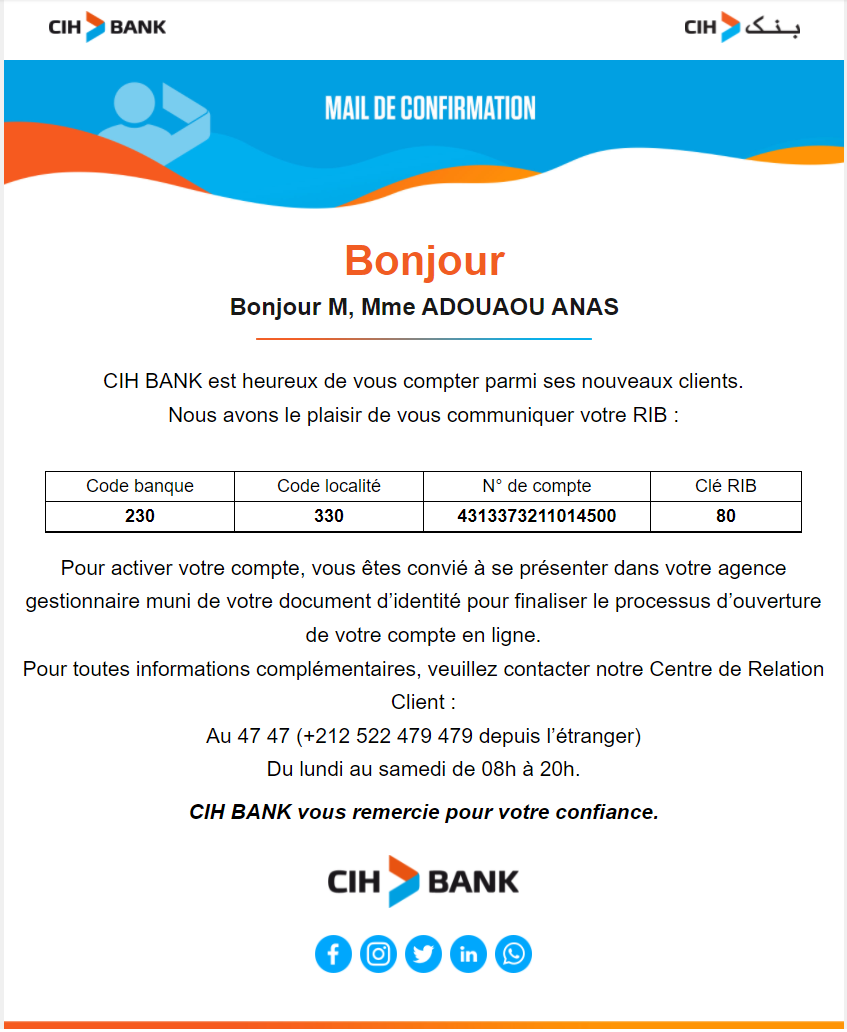 CIH BANK
CIH بنك
MAIL DE CONFIRMATION
Bonjour
Bonjour M, Mme ADOUAOU ANAS
CIH BANK est heureux de vous compter parmi ses nouveaux clients.
Nous avons le plaisir de vous communiquer votre RIB :
Code banque Code localité N° de compte Clé RIB
230 330 4313373211014500 80
Pour activer votre compte, vous êtes convié à se présenter dans votre agence
gestionnaire muni de votre document d’identité pour finaliser le processus d’ouverture
de votre compte en ligne.
Pour toutes informations complémentaires, veuillez contacter notre Centre de Relation
Client :
Au 47 47 (+212 522 479 479 depuis l’étranger)
Du lundi au samedi de 08h à 20h.
CIH BANK vous remercie pour votre confiance.
CIH BANK